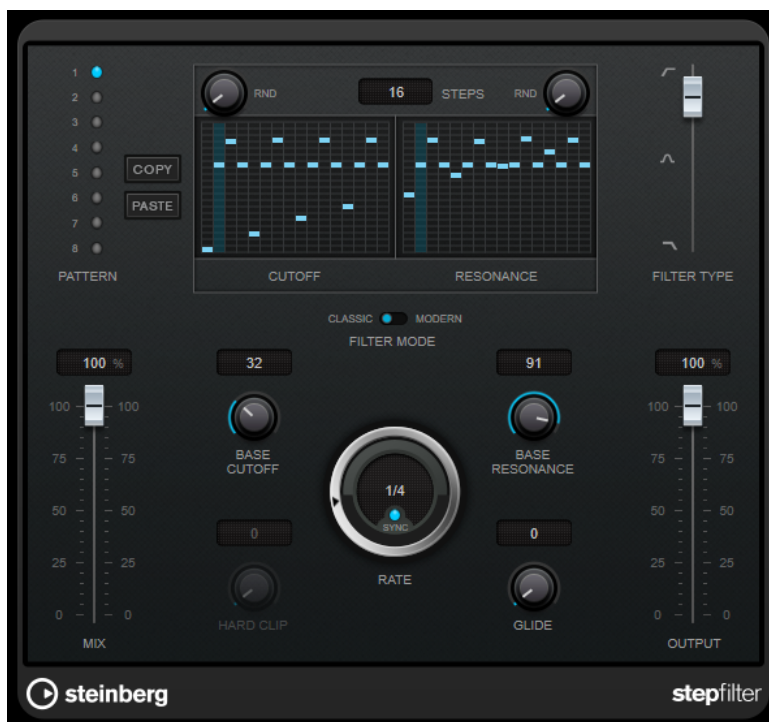 1
2
3
4
5
6
7
8
PATTERN
COPY
PASTE
RND
16 STEPS
RND
CUTOFF
RESONANCE
FILTER TYPE
CLASSIC MODERN
FILTER MODE
100 %
32
91
100 %
100 100
75 75
50 50
25 25
0 0
MIX
BASE
CUTOFF
0
HARD CLIP
1/4
SYNC
RATE
BASE
RESONANCE
0
GLIDE
100 100
75 75
50 50
25 25
0 0
OUTPUT
steinberg
stepfilter